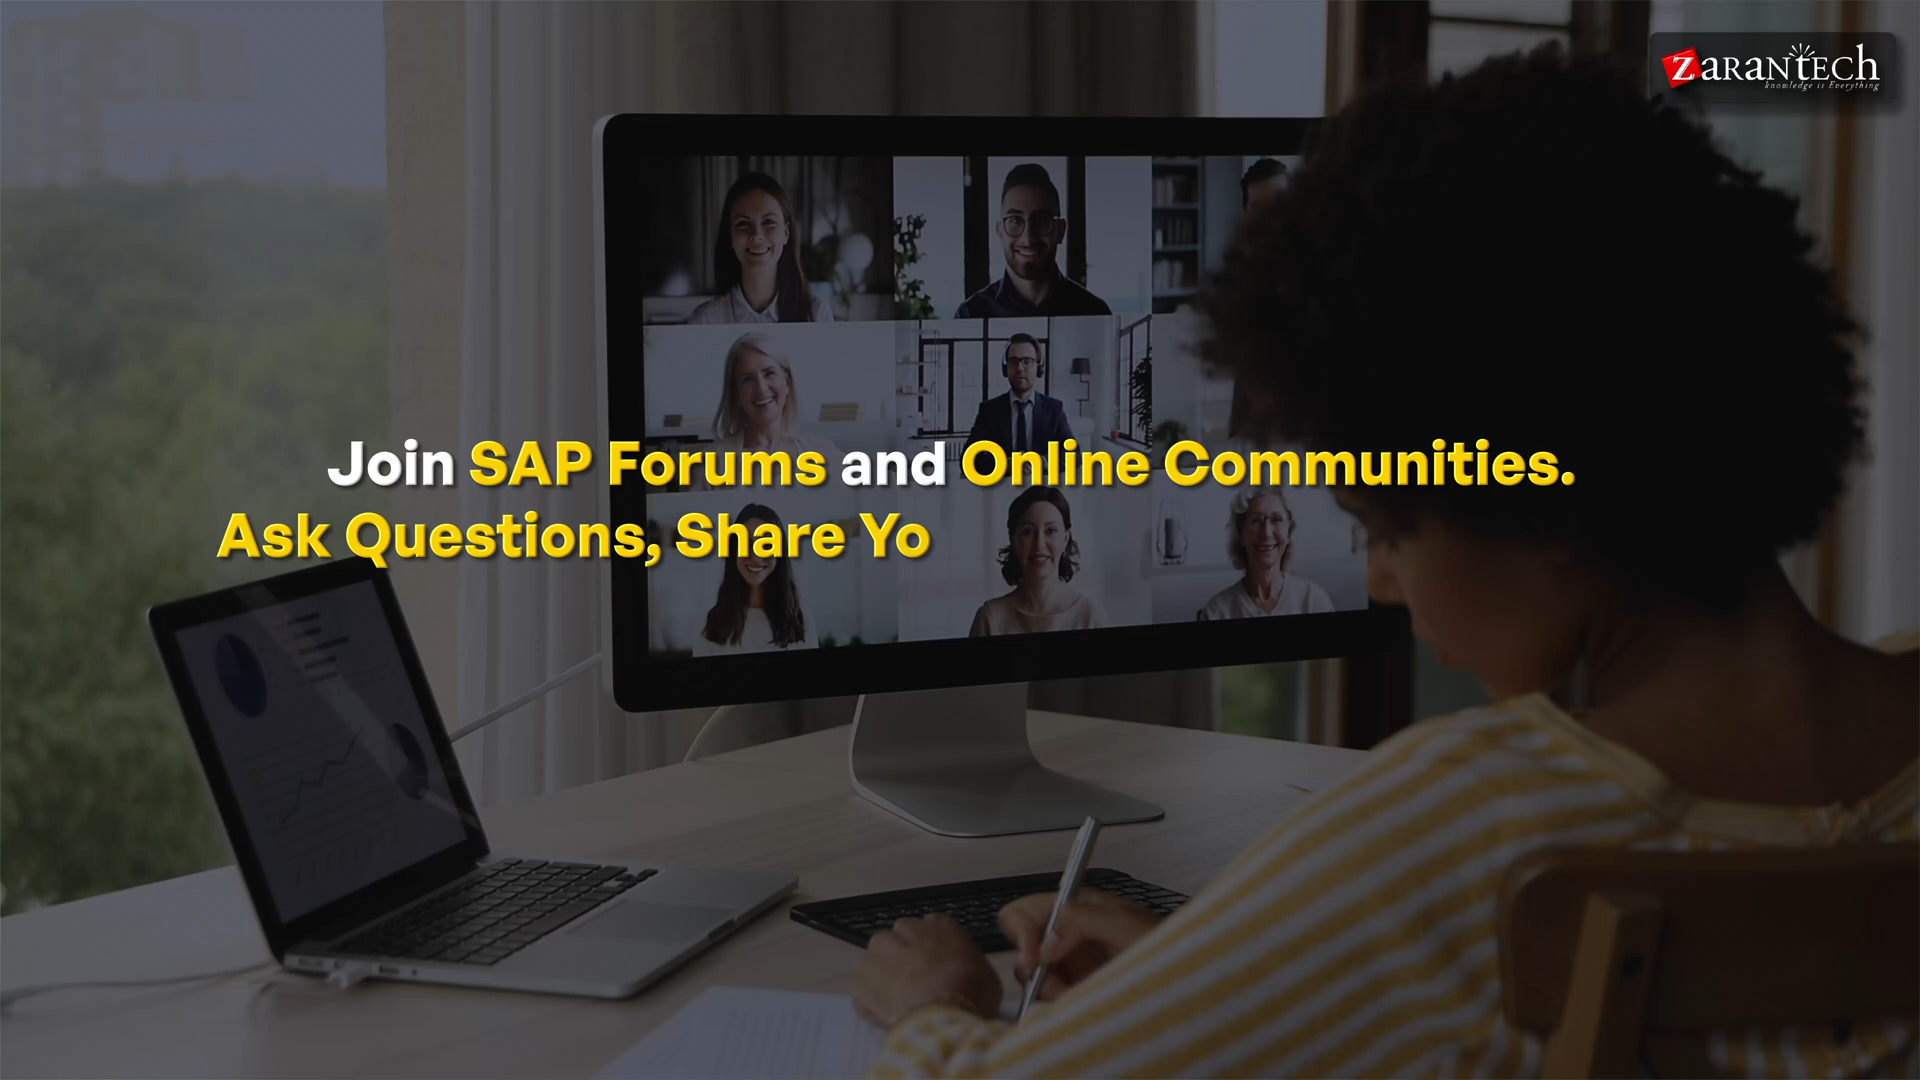 ZARANTECH
knowledge is Everything
Join SAP Forums and Online Communities.
Ask Questions, Share Yo